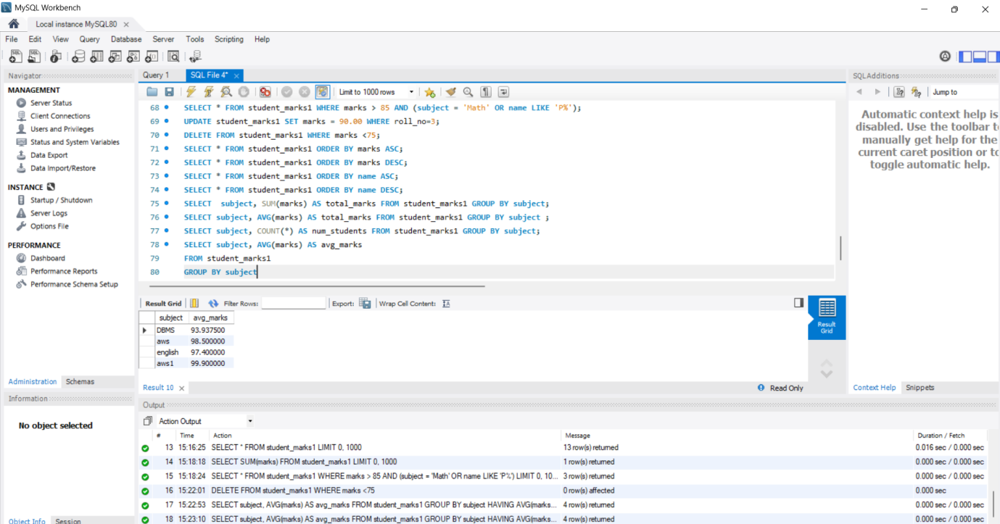 MySQL Workbench
Local instance MySQL80
File Edit View Query Database Server Tools Scripting Help
Navigator
MANAGEMENT
Server Status
Client Connections
Users and Privileges
Status and System Variables
Data Export
Data Import/Restore
INSTANCE
Startup / Shutdown
Server Logs
Options File
PERFORMANCE
Dashboard
Performance Reports
Performance Schema Setup
Administration Schemas
Information
No object selected
Object Info Session
Query 1 SQL File 4*
Limit to 1000 rows
68 SELECT * FROM student_marks1 WHERE marks > 85 AND (subject = 'Math' OR name LIKE 'P%');
69 UPDATE student_marks1 SET marks = 90.00 WHERE roll_no=3;
70 DELETE FROM student_marks1 WHERE marks <75;
71 SELECT * FROM student_marks1 ORDER BY marks ASC;
72 SELECT * FROM student_marks1 ORDER BY marks DESC;
73 SELECT * FROM student_marks1 ORDER BY name ASC;
74 SELECT * FROM student_marks1 ORDER BY name DESC;
75 SELECT  subject, SUM(marks) AS total_marks FROM student_marks1 GROUP BY subject;
76 SELECT subject, AVG(marks) AS total_marks FROM student_marks1 GROUP BY subject ;
77 SELECT subject, COUNT(*) AS num_students FROM student_marks1 GROUP BY subject;
78 SELECT subject, AVG(marks) AS avg_marks
79 FROM student_marks1
80 GROUP BY subject
Result Grid Filter Rows: Export: Wrap Cell Content:
subject avg_marks
DBMS 93.937500
aws 98.500000
english 97.400000
aws1 99.900000
Result Grid
Result 10 Read Only
Output
Action Output
# Time Action Message Duration / Fetch
13 15:16:25 SELECT * FROM student_marks1 LIMIT 0, 1000 13 row(s) returned 0.016 sec / 0.000 sec
14 15:18:18 SELECT SUM(marks) FROM student_marks1 LIMIT 0, 1000 1 row(s) returned 0.000 sec / 0.000 sec
15 15:18:24 SELECT * FROM student_marks1 WHERE marks > 85 AND (subject = 'Math' OR name LIKE 'P%') LIMIT 0, 10... 3 row(s) returned 0.000 sec / 0.000 sec
16 15:22:01 DELETE FROM student_marks1 WHERE marks <75 0 row(s) affected 0.000 sec
17 15:22:53 SELECT subject, AVG(marks) AS avg_marks FROM student_marks1 GROUP BY subject HAVING AVG(marks... 4 row(s) returned 0.000 sec / 0.000 sec
18 15:23:10 SELECT subject, AVG(marks) AS avg_marks FROM student_marks1 GROUP BY subject HAVING AVG(marks... 4 row(s) returned 0.000 sec / 0.000 sec
SQLAdditions
Jump to
Automatic context help is
disabled. Use the toolbar t
manually get help for the
current caret position or to
toggle automatic help.
Context Help Snippets